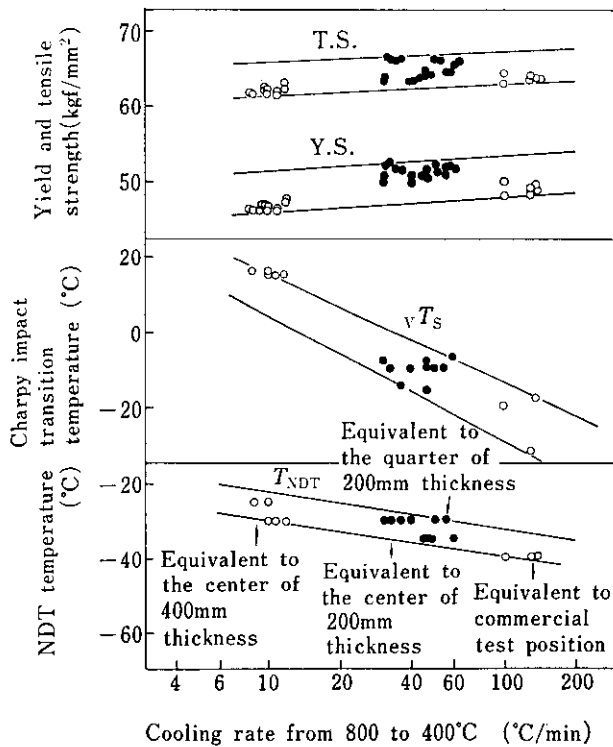 Yield and tensile
strength(kgf/mm²)
70
60
50
T.S.
Y.S.
Charpy impact
transition
temperature (°C)
20
0
−20
vTs
NDT temperature (°C)
−20
−40
−60
TNDT
Equivalent to
the quarter of
200mm thickness
Equivalent to
the center of
400mm
thickness
Equivalent to
the center of
200mm
thickness
Equivalent to
commercial
test position
4 6 10 20 40 60 100 200
Cooling rate from 800 to 400°C (°C/min)